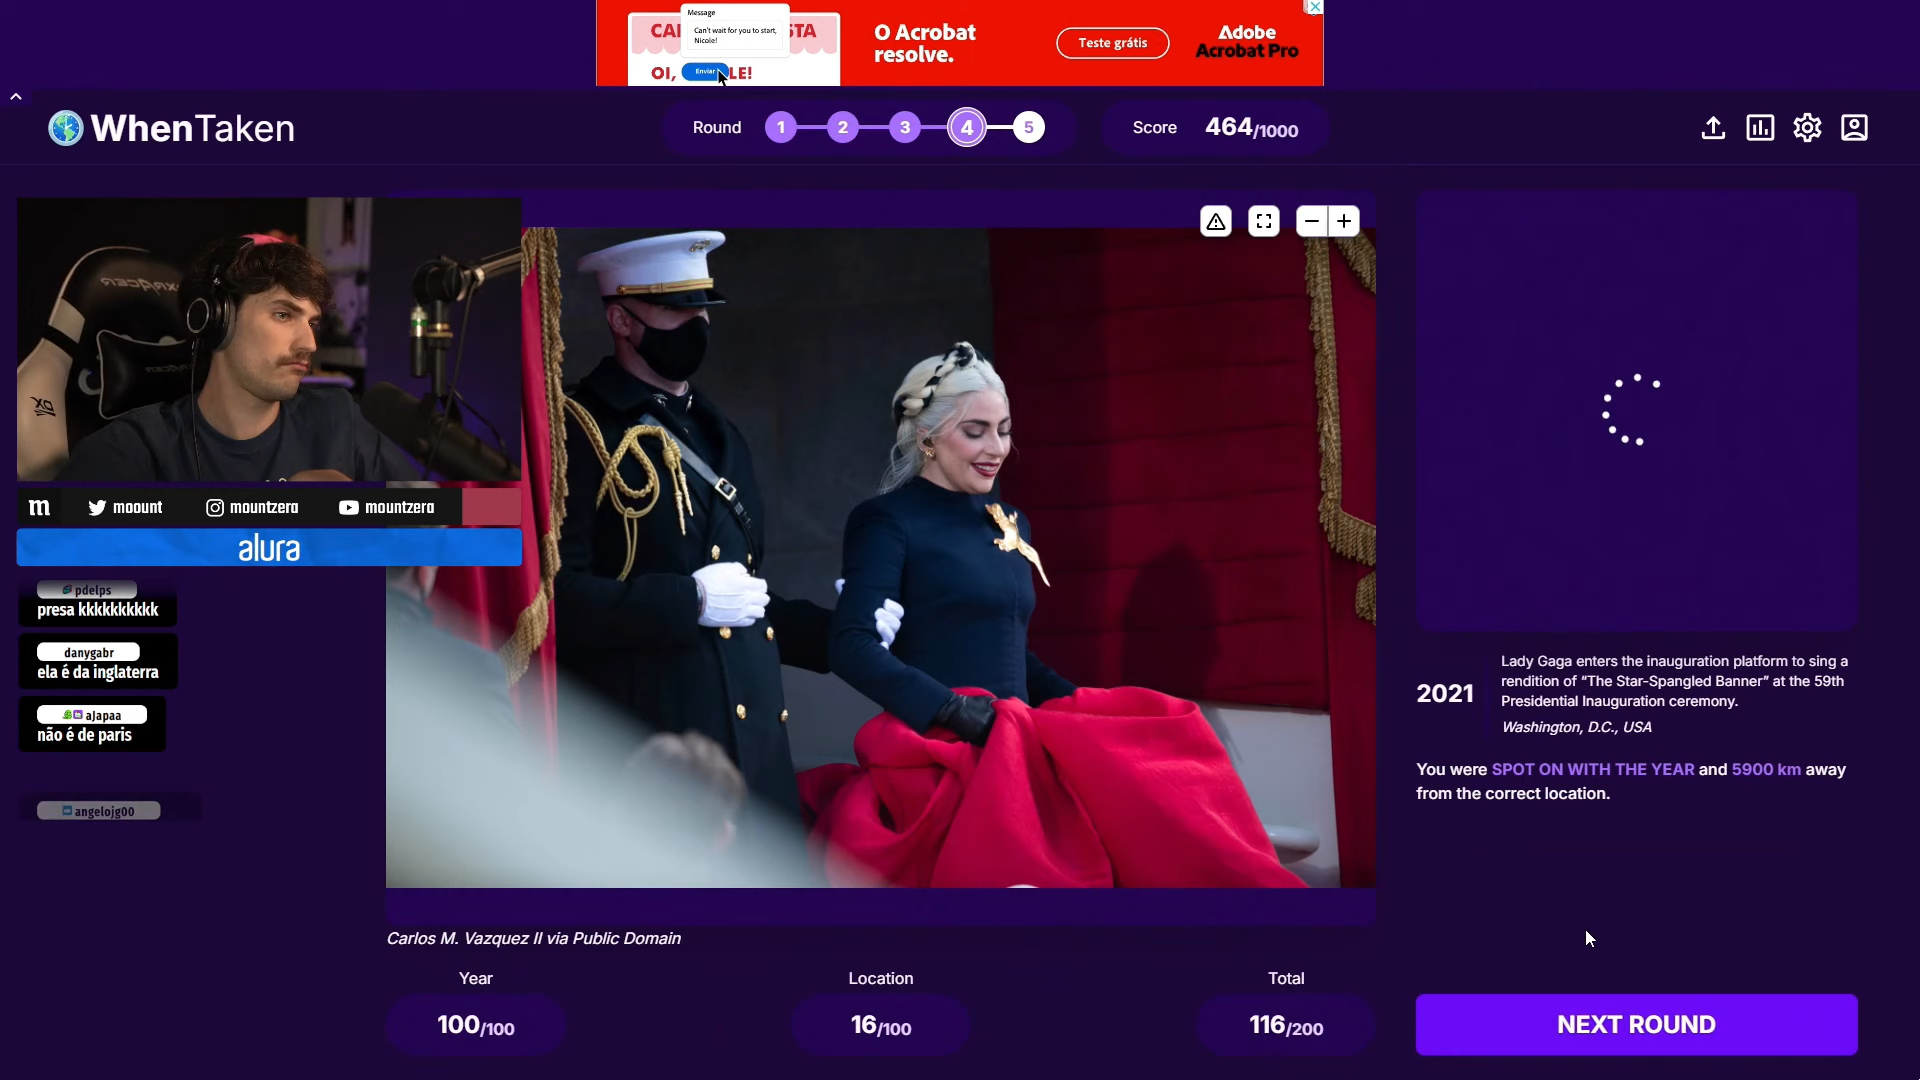 Message
Can't wait for you to start,
Nicole!
CA STA
OI, LE!
Enviar
O Acrobat
resolve.
Teste grátis
Adobe
Acrobat Pro
WhenTaken
Round 1 2 3 4 5
Score 464/1000
XO
m moount mountzera mountzera
alura
pdelps
presa kkkkkkkkkk
danygabr
ela é da inglaterra
ajapaa
não é de paris
angelojg00
2021
Lady Gaga enters the inauguration platform to sing a
rendition of “The Star-Spangled Banner” at the 59th
Presidential Inauguration ceremony.
Washington, D.C., USA
You were SPOT ON WITH THE YEAR and 5900 km away
from the correct location.
Carlos M. Vazquez II via Public Domain
Year Location Total
100/100 16/100 116/200
NEXT ROUND